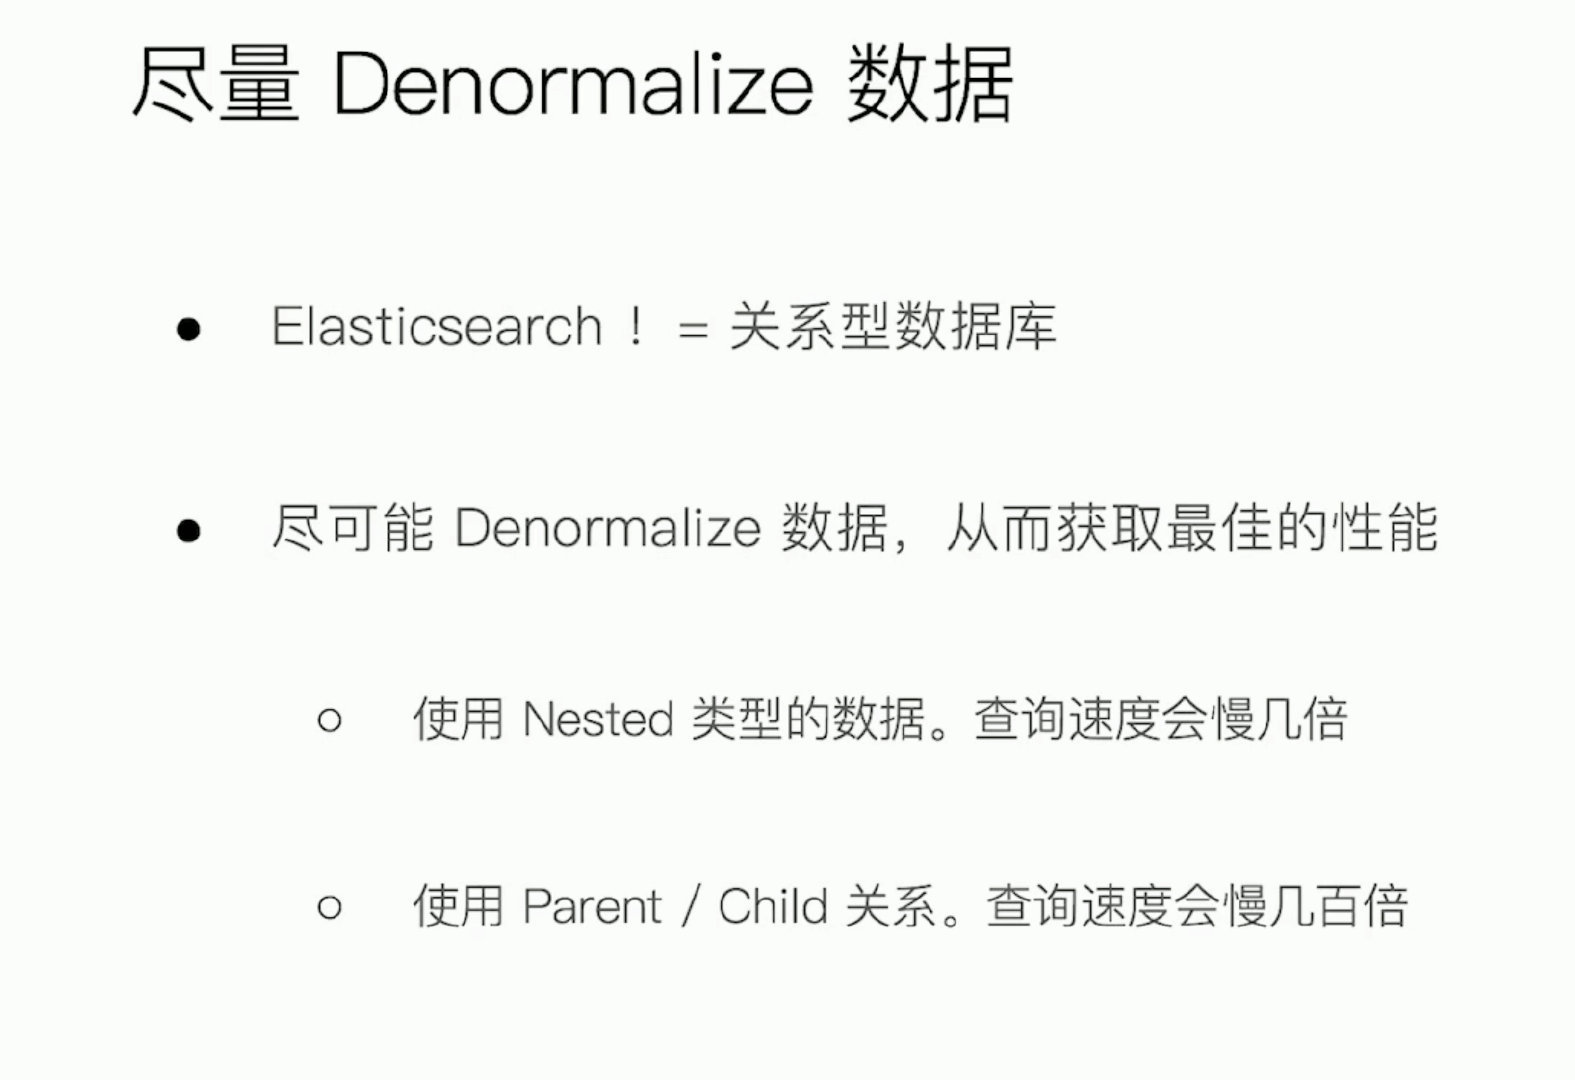 尽量 Denormalize 数据
● Elasticsearch ！= 关系型数据库
● 尽可能 Denormalize 数据，从而获取最佳的性能
○ 使用 Nested 类型的数据。查询速度会慢几倍
○ 使用 Parent / Child 关系。查询速度会慢几百倍